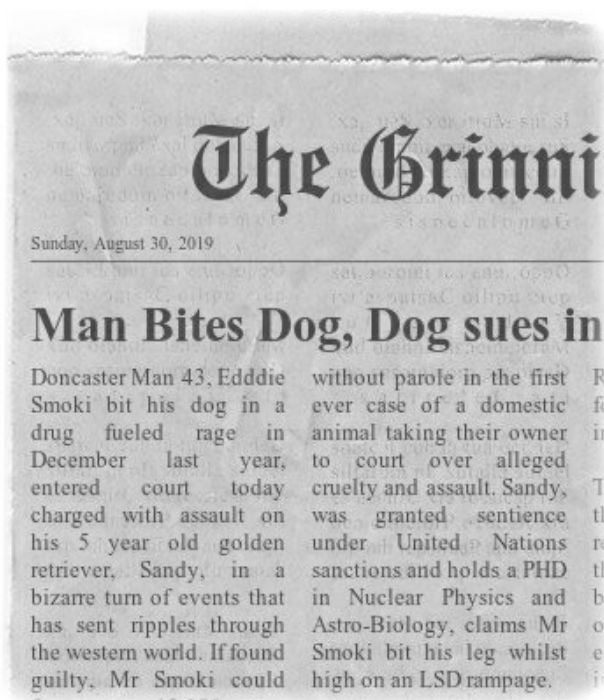 The Grinni
Sunday, August 30, 2019
Man Bites Dog, Dog sues in
Doncaster Man 43, Edddie
Smoki bit his dog in a
drug fueled rage in
December last year,
entered court today
charged with assault on
his 5 year old golden
retriever, Sandy, in a
bizarre turn of events that
has sent ripples through
the western world. If found
guilty, Mr Smoki could
without parole in the first
ever case of a domestic
animal taking their owner
to court over alleged
cruelty and assault. Sandy,
was granted sentience
under United Nations
sanctions and holds a PHD
in Nuclear Physics and
Astro-Biology, claims Mr
Smoki bit his leg whilst
high on an LSD rampage.